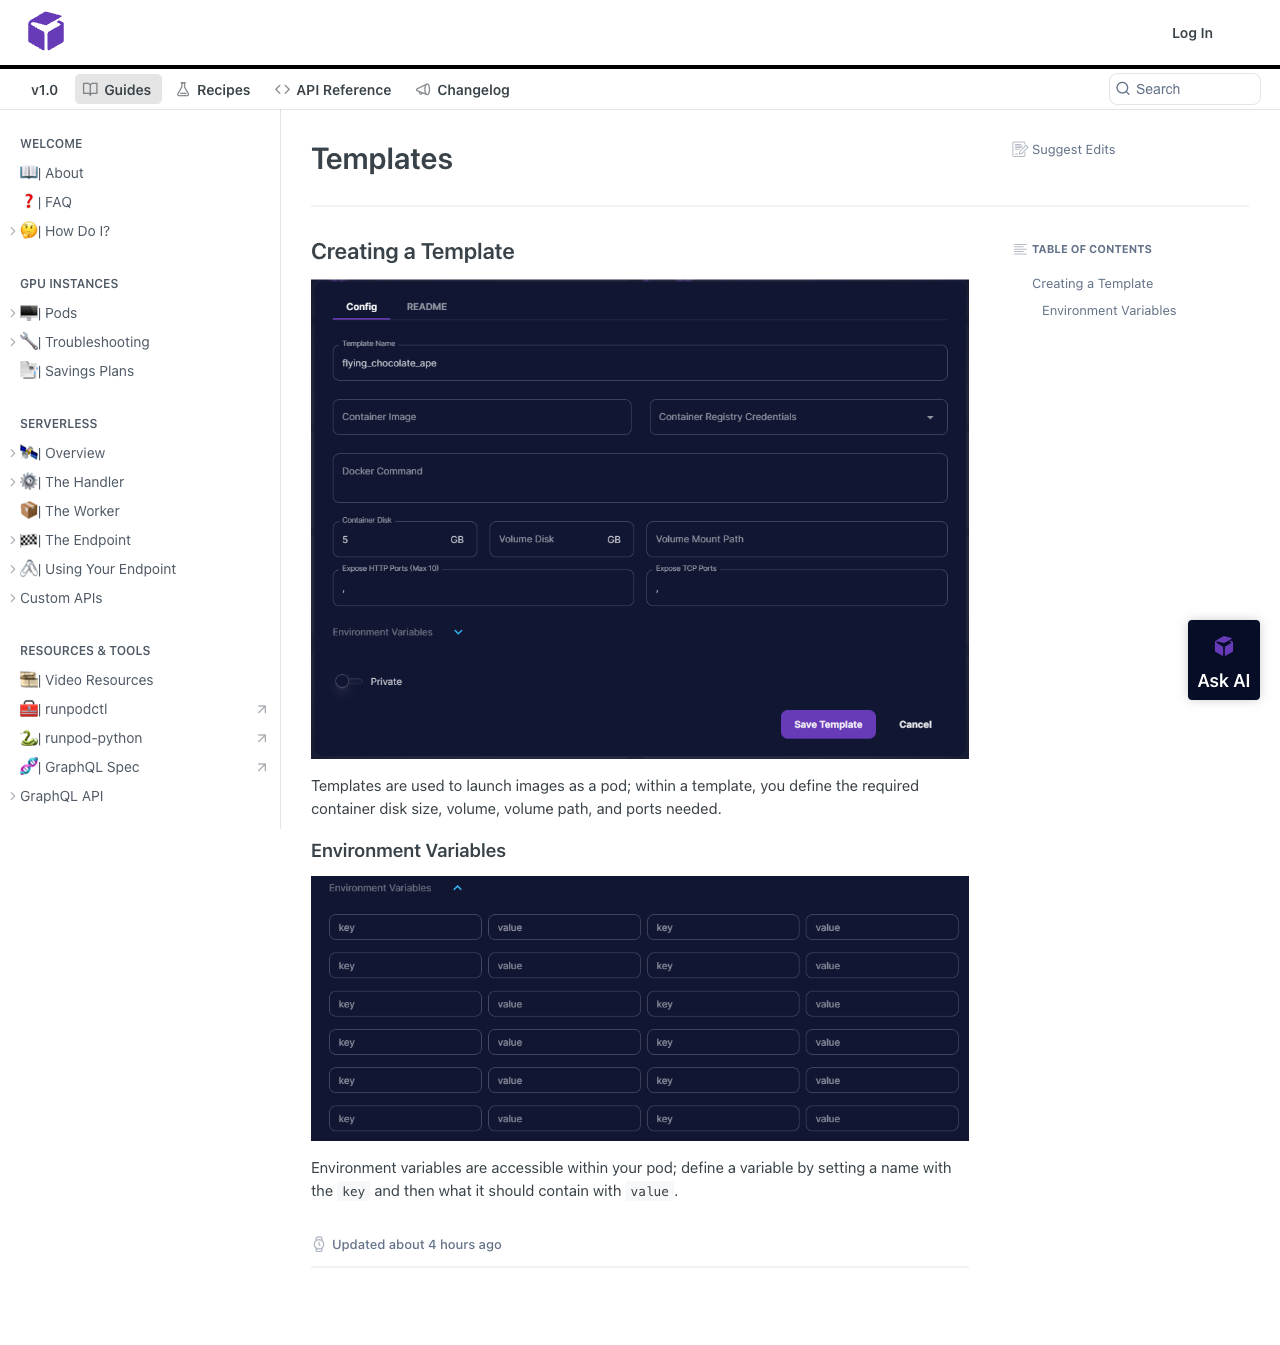 Log In
v1.0 Guides Recipes API Reference Changelog Search
WELCOME
| About
| FAQ
| How Do I?
GPU INSTANCES
| Pods
| Troubleshooting
| Savings Plans
SERVERLESS
| Overview
| The Handler
| The Worker
| The Endpoint
| Using Your Endpoint
Custom APIs
RESOURCES & TOOLS
| Video Resources
| runpodctl
| runpod-python
| GraphQL Spec
GraphQL API
Templates
Creating a Template
Config README
Template Name
flying_chocolate_ape
Container Image Container Registry Credentials
Docker Command
Container Disk
5 GB Volume Disk GB Volume Mount Path
Expose HTTP Ports (Max 10) Expose TCP Ports
, ,
Environment Variables
Private
Save Template Cancel
Templates are used to launch images as a pod; within a template, you define the required
container disk size, volume, volume path, and ports needed.
Environment Variables
Environment Variables
key value key value
key value key value
key value key value
key value key value
key value key value
key value key value
Environment variables are accessible within your pod; define a variable by setting a name with
the key and then what it should contain with value .
Updated about 4 hours ago
Suggest Edits
TABLE OF CONTENTS
Creating a Template
Environment Variables
Ask AI